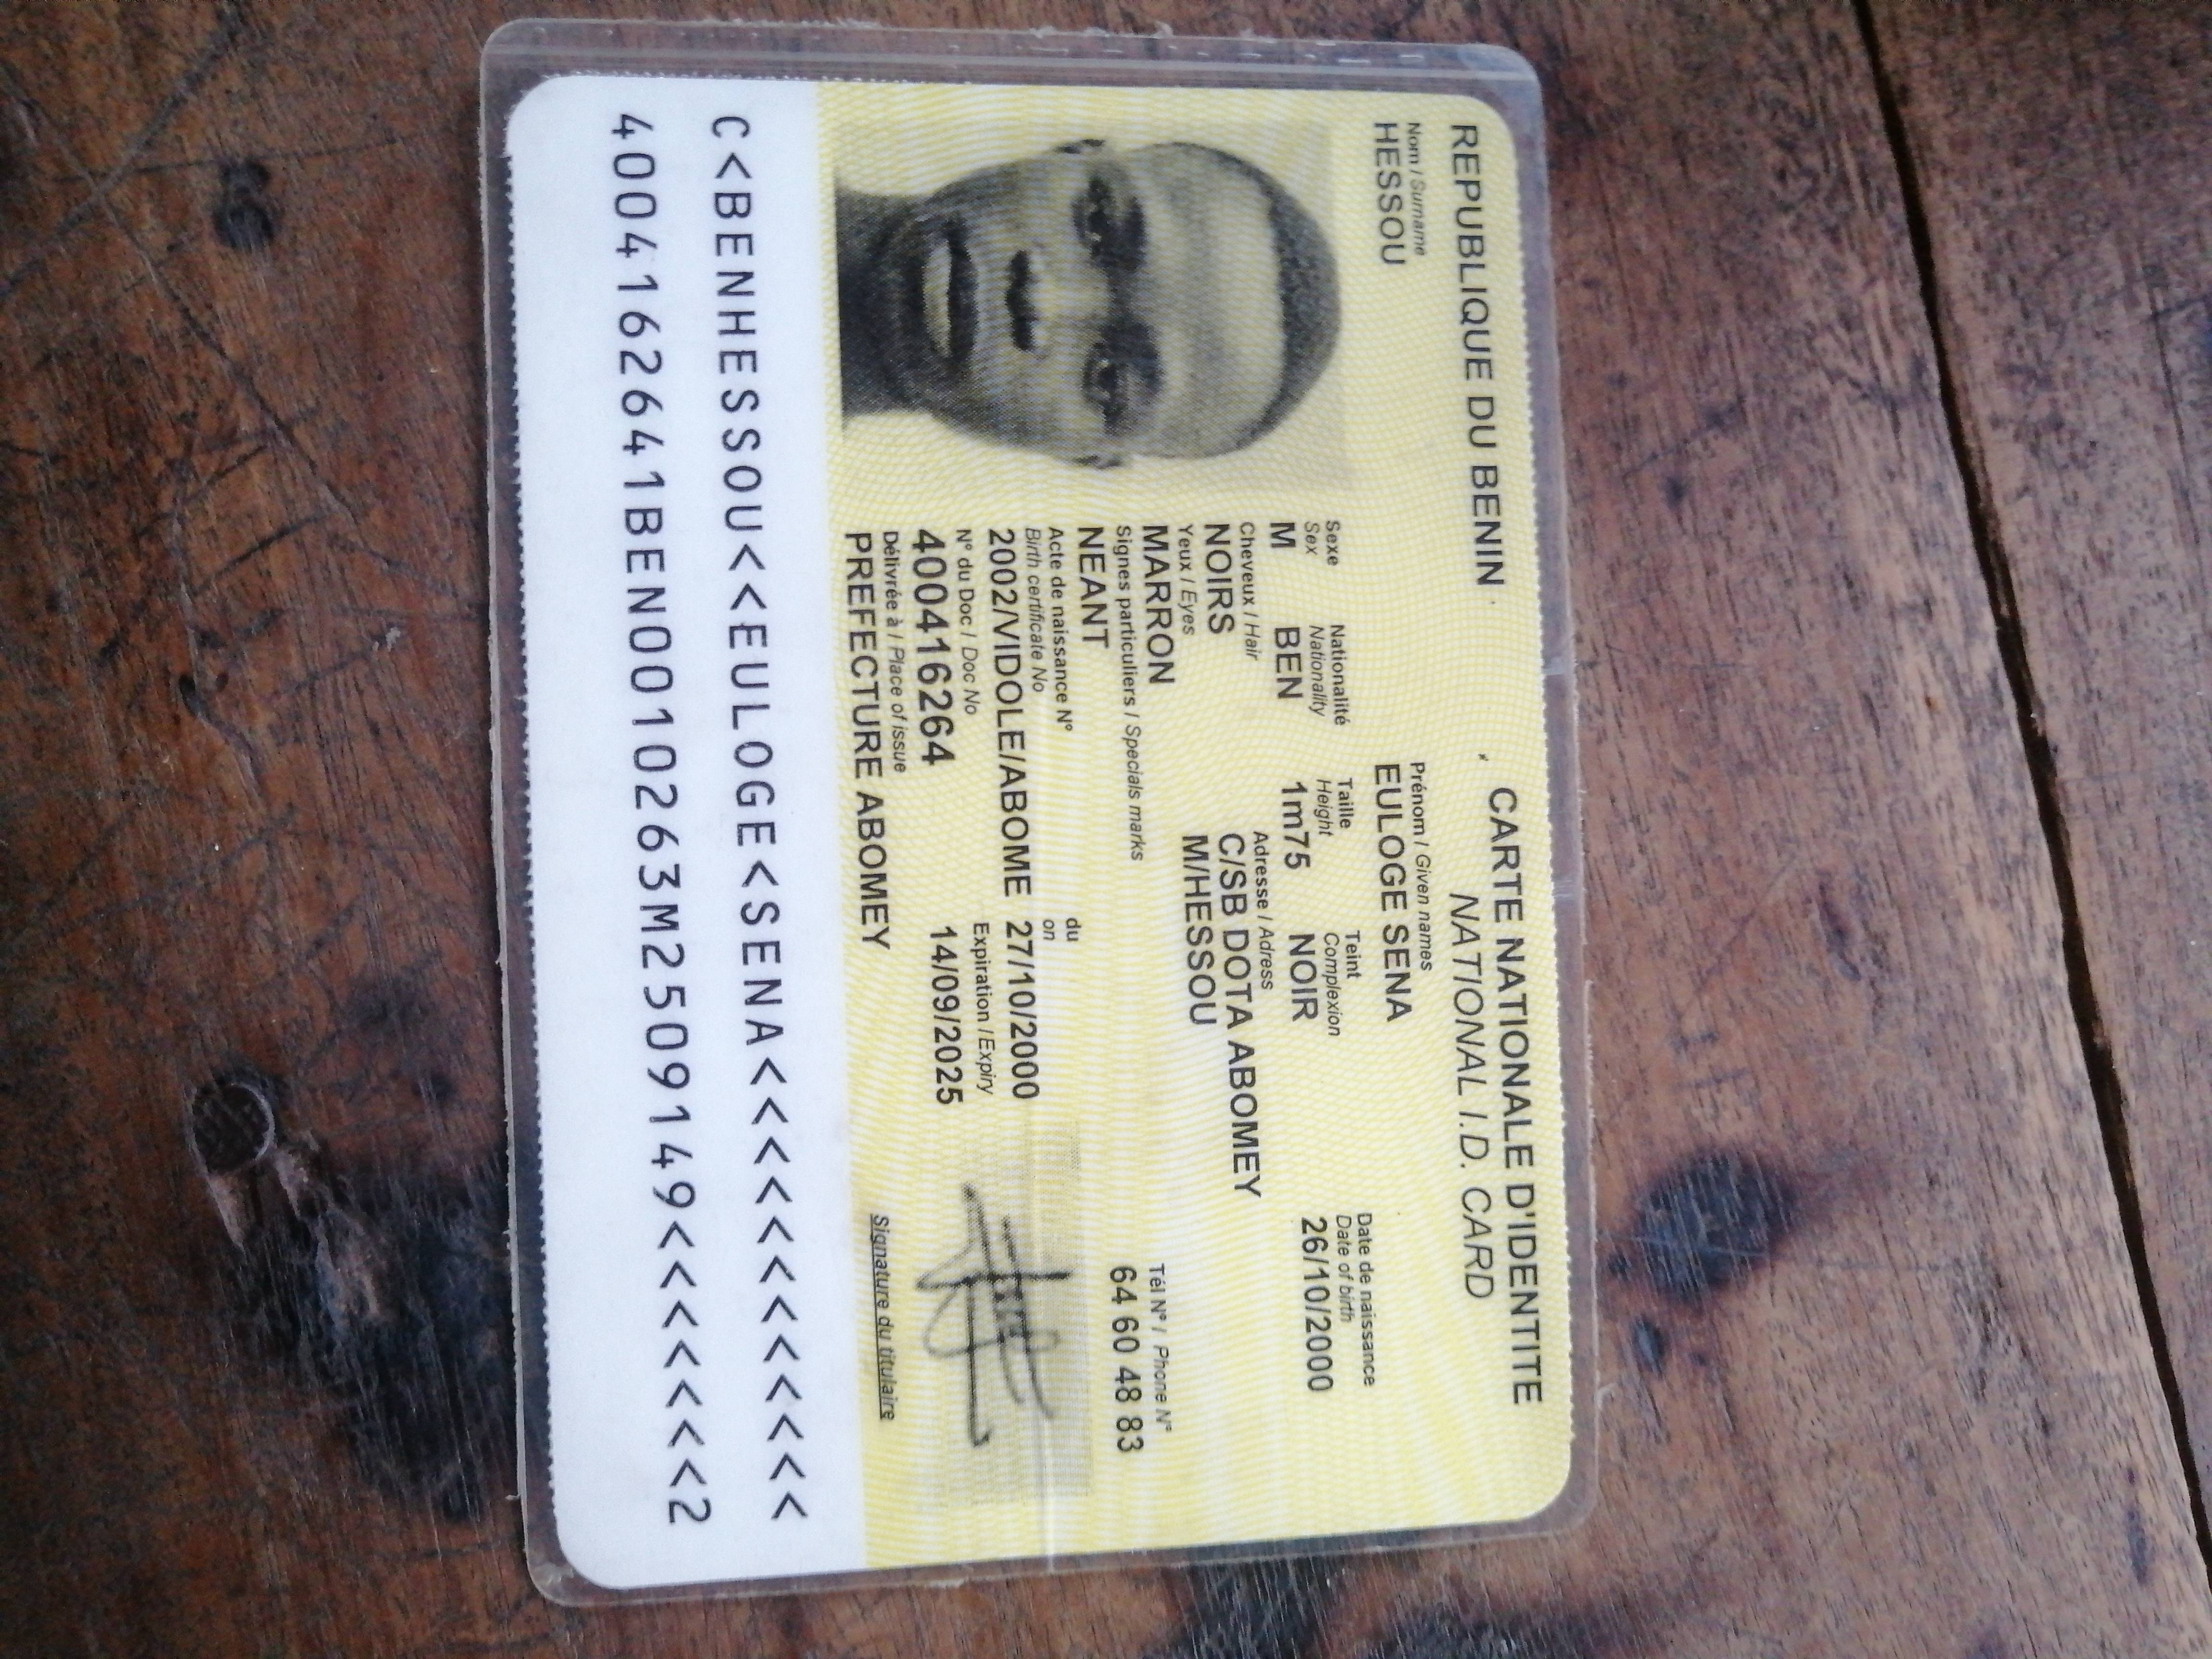 REPUBLIQUE DU BENIN
CARTE NATIONALE D'IDENTITE
NATIONAL I.D. CARD
Nom / Surname
HESSOU
Prénom / Given names
EULOGE SENA
Sexe
Sex
M
Nationalité
Nationality
BEN
Taille
Height
1m75
Teint
Complexion
NOIR
Date de naissance
Date of birth
26/10/2000
Cheveux / Hair
NOIRS
Adresse / Adress
C/SB DOTA ABOMEY
M/HESSOU
Yeux / Eyes
MARRON
Signes particuliers / Specials marks
NEANT
Tél N° / Phone N°
64 60 48 83
Acte de naissance N°
Birth certificate No
2002/VIDOLE/ABOME
du
on
27/10/2000
N° du Doc / Doc No
400416264
Expiration / Expiry
14/09/2025
Délivrée à / Place of issue
PREFECTURE ABOMEY
Signature du titulaire
C<BENHESSOU<<EULOGE<SENA<<<<<<<<<<<<
4004162641BEN0010263M2509149<<<<<<<2